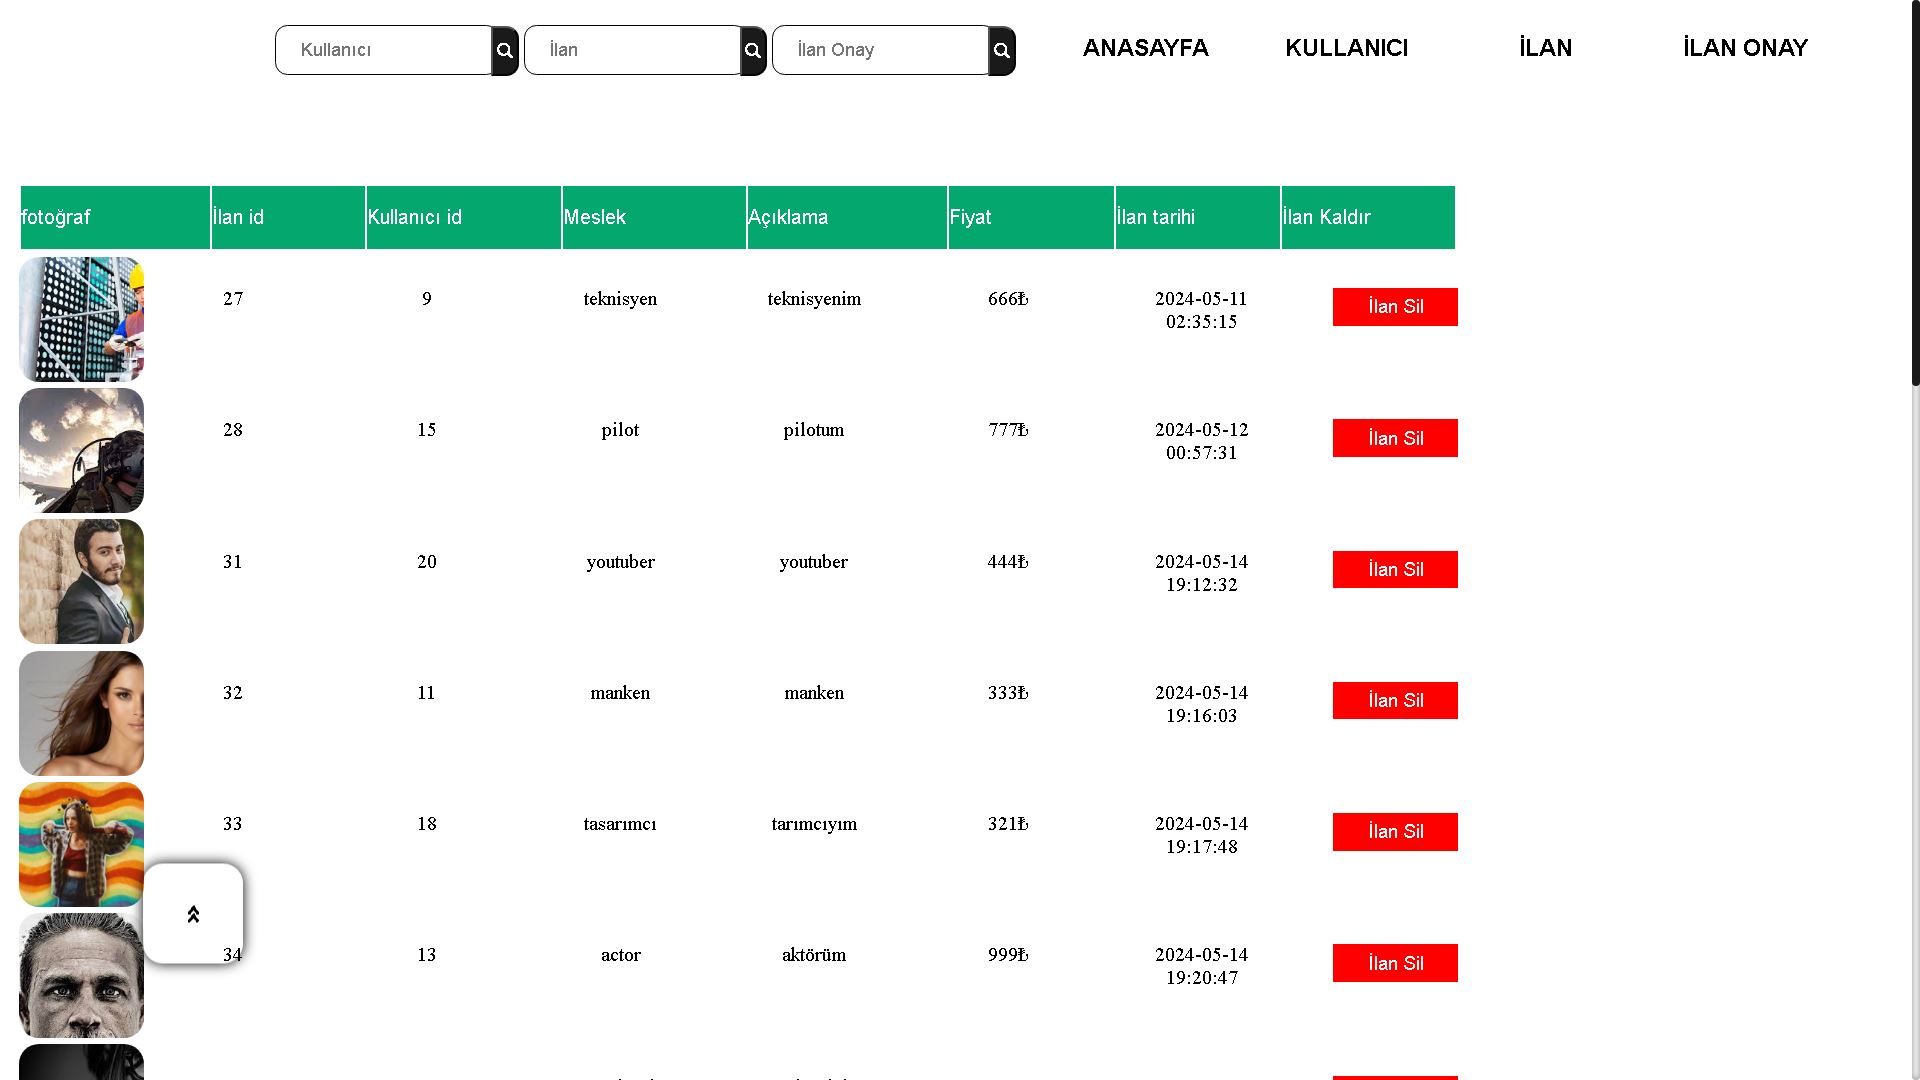 Kullanıcı İlan İlan Onay ANASAYFA KULLANICI İLAN İLAN ONAY
fotoğraf İlan id Kullanıcı id Meslek Açıklama Fiyat İlan tarihi İlan Kaldır
27 9 teknisyen teknisyenim 666₺ 2024-05-11 İlan Sil
02:35:15
28 15 pilot pilotum 777₺ 2024-05-12 İlan Sil
00:57:31
31 20 youtuber youtuber 444₺ 2024-05-14 İlan Sil
19:12:32
32 11 manken manken 333₺ 2024-05-14 İlan Sil
19:16:03
33 18 tasarımcı tarımcıyım 321₺ 2024-05-14 İlan Sil
19:17:48
34 13 actor aktörüm 999₺ 2024-05-14 İlan Sil
19:20:47